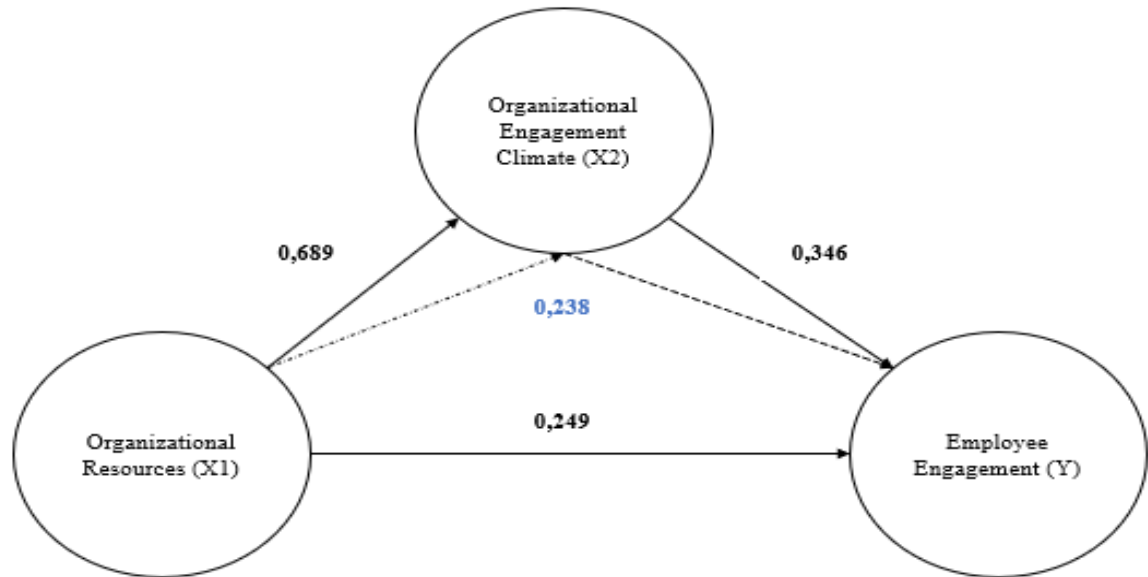 Organizational
Engagement
Climate (X2)
0,689
0,346
0,238
0,249
Organizational
Resources (X1)
Employee
Engagement (Y)